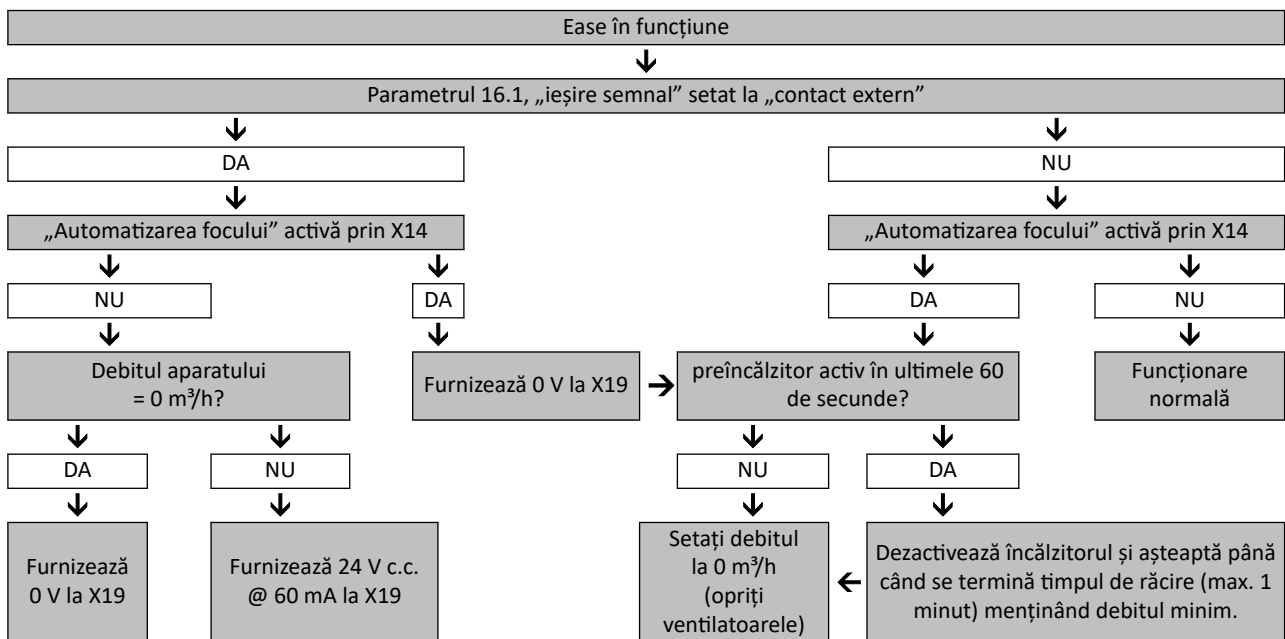 Ease în funcțiune
Parametrul 16.1, „ieșire semnal” setat la „contact extern”
DA
NU
„Automatizarea focului” activă prin X14
„Automatizarea focului” activă prin X14
NU
DA
DA
NU
Debitul aparatului
= 0 m³/h?
Furnizează 0 V la X19
preîncălzitor activ în ultimele 60
de secunde?
Funcționare
normală
DA
NU
NU
DA
Furnizează
0 V la X19
Furnizează 24 V c.c.
@ 60 mA la X19
Setați debitul
la 0 m³/h
(opriți
ventilatoarele)
Dezactivează încălzitorul și așteaptă până
când se termină timpul de răcire (max. 1
minut) menținând debitul minim.